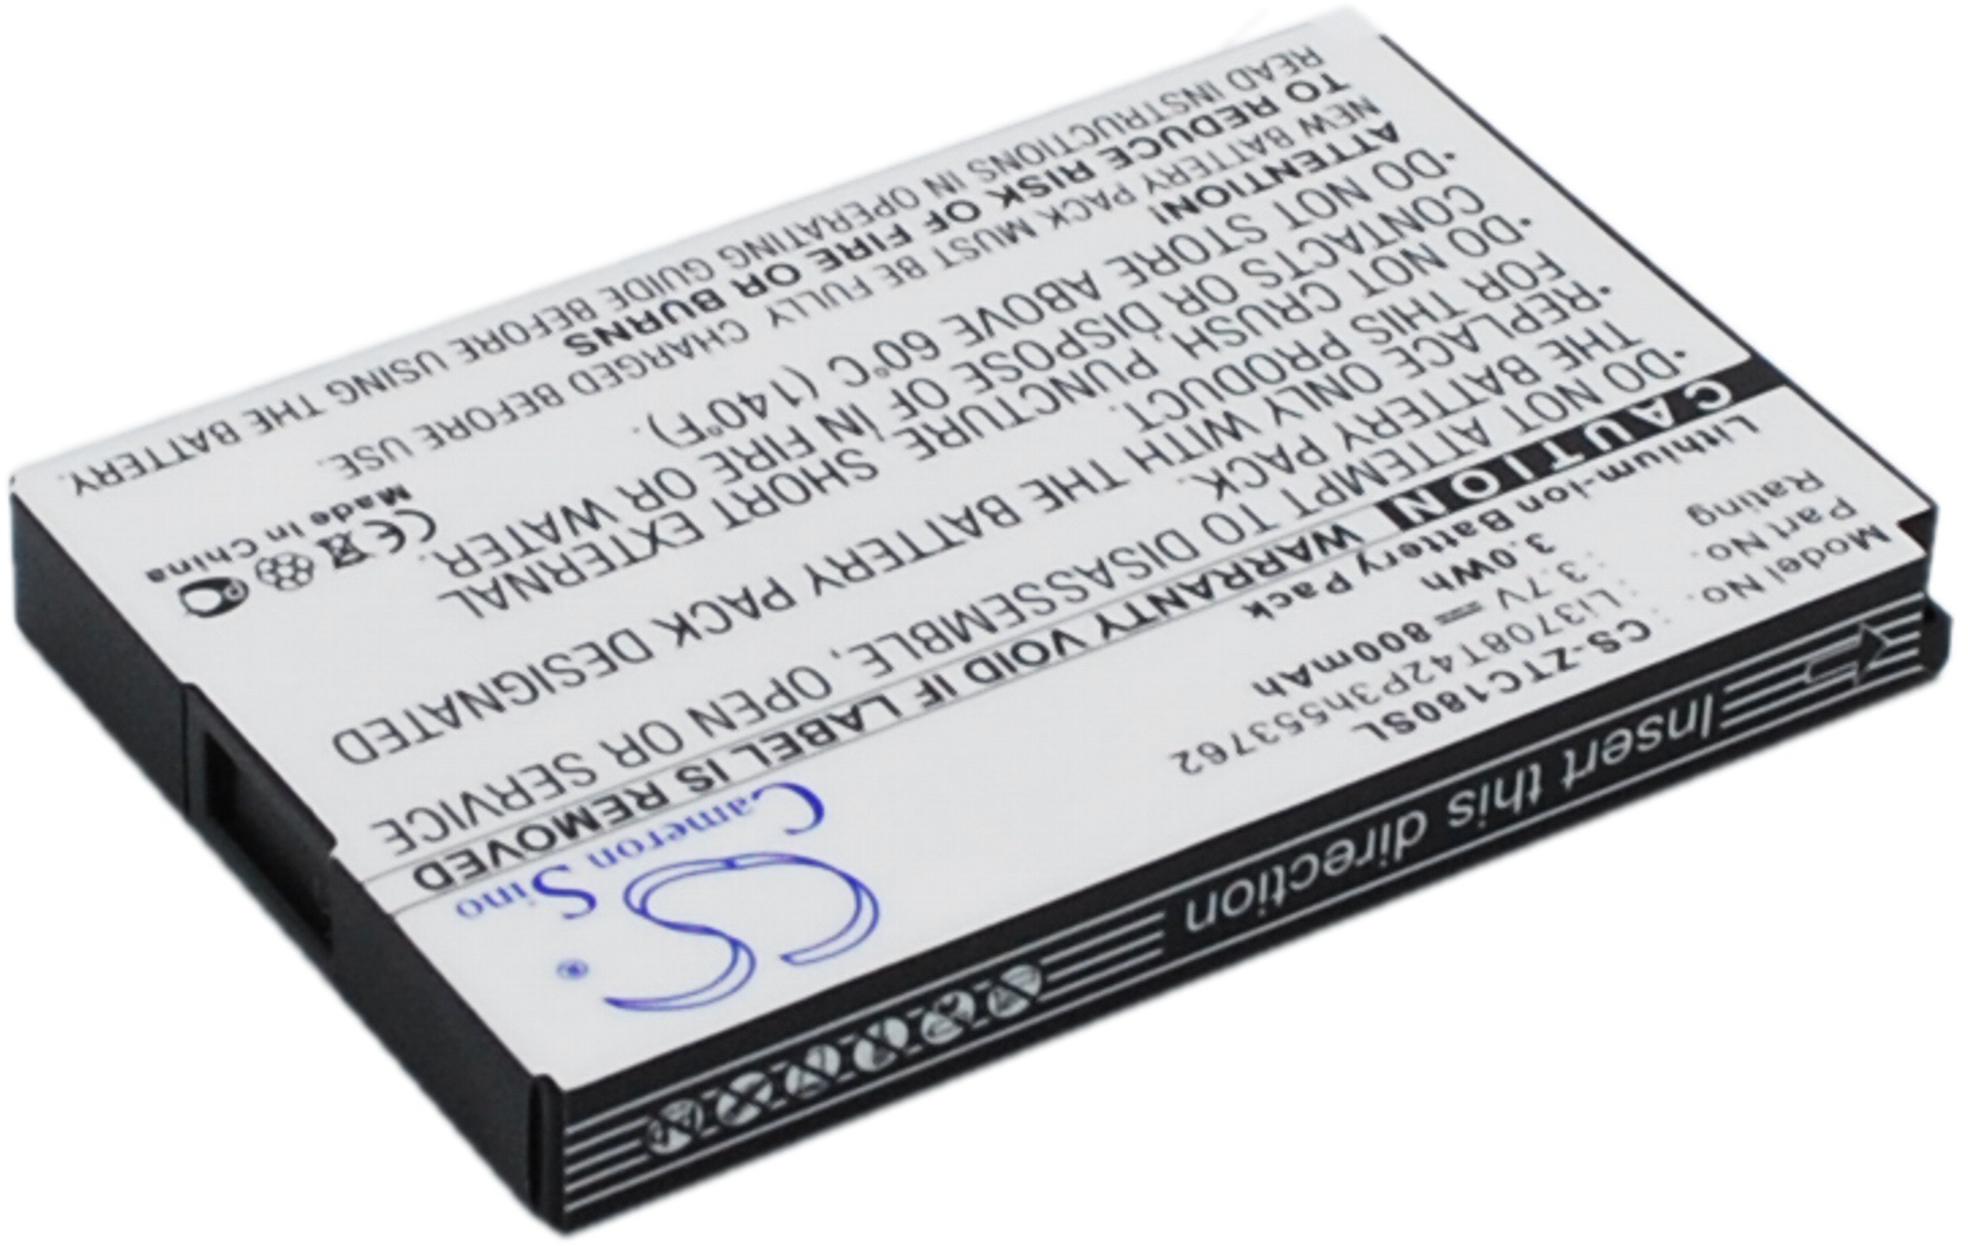 Insert this direction
Model No. : CS-ZTC180SL
Part No. : Li3708T42P3h553762
Rating : 3.7V 800mAh
3.0Wh
Lithium-ion Battery Pack
CS
®
Cameron Sino
CAUTION WARRANTY VOID IF LABEL IS REMOVED
•DO NOT ATTEMPT TO DISASSEMBLE, OPEN OR SERVICE
THE BATTERY PACK.
•REPLACE ONLY WITH THE BATTERY PACK DESIGNATED
FOR THIS PRODUCT.
•DO NOT CRUSH, PUNCTURE, SHORT EXTERNAL
CONTACTS OR DISPOSE OF IN FIRE OR WATER.
•DO NOT STORE ABOVE 60°C (140°F).
ATTENTION!
NEW BATTERY PACK MUST BE FULLY CHARGED BEFORE USE.
TO REDUCE RISK OF FIRE OR BURNS
READ INSTRUCTIONS IN OPERATING GUIDE BEFORE USING THE BATTERY.
CE
Made in China